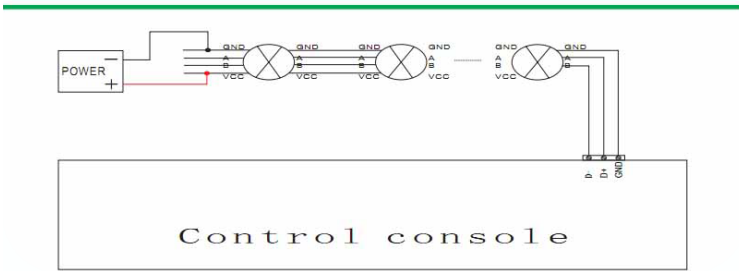 GND GND GND GND GND GND
A A A A A A
B B B B B B
VCC VCC VCC VCC VCC
POWER
−
+
D- D+ GND
Control console